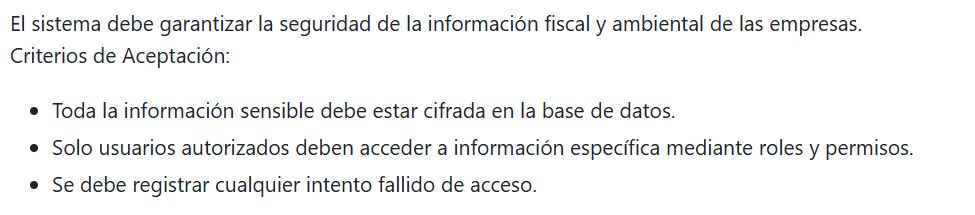 El sistema debe garantizar la seguridad de la información fiscal y ambiental de las empresas.
Criterios de Aceptación:
• Toda la información sensible debe estar cifrada en la base de datos.
• Solo usuarios autorizados deben acceder a información específica mediante roles y permisos.
• Se debe registrar cualquier intento fallido de acceso.